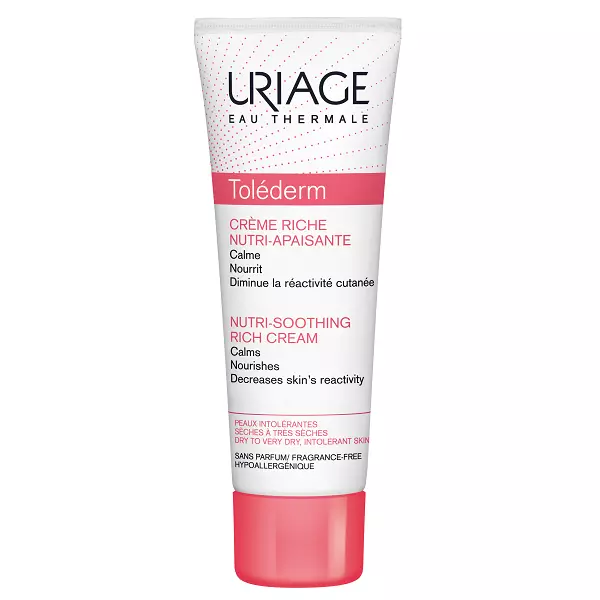 URIAGE
EAU THERMALE
Toléderm
CRÈME RICHE
NUTRI-APAISANTE
Calme
Nourrit
Diminue la réactivité cutanée
NUTRI-SOOTHING
RICH CREAM
Calms
Nourishes
Decreases skin's reactivity
PEAUX INTOLÉRANTES
SÈCHES À TRES SÈCHES
DRY TO VERY DRY, INTOLERANT SKIN
SANS PARFUM/ FRAGRANCE-FREE
HYPOALLERGÉNIQUE